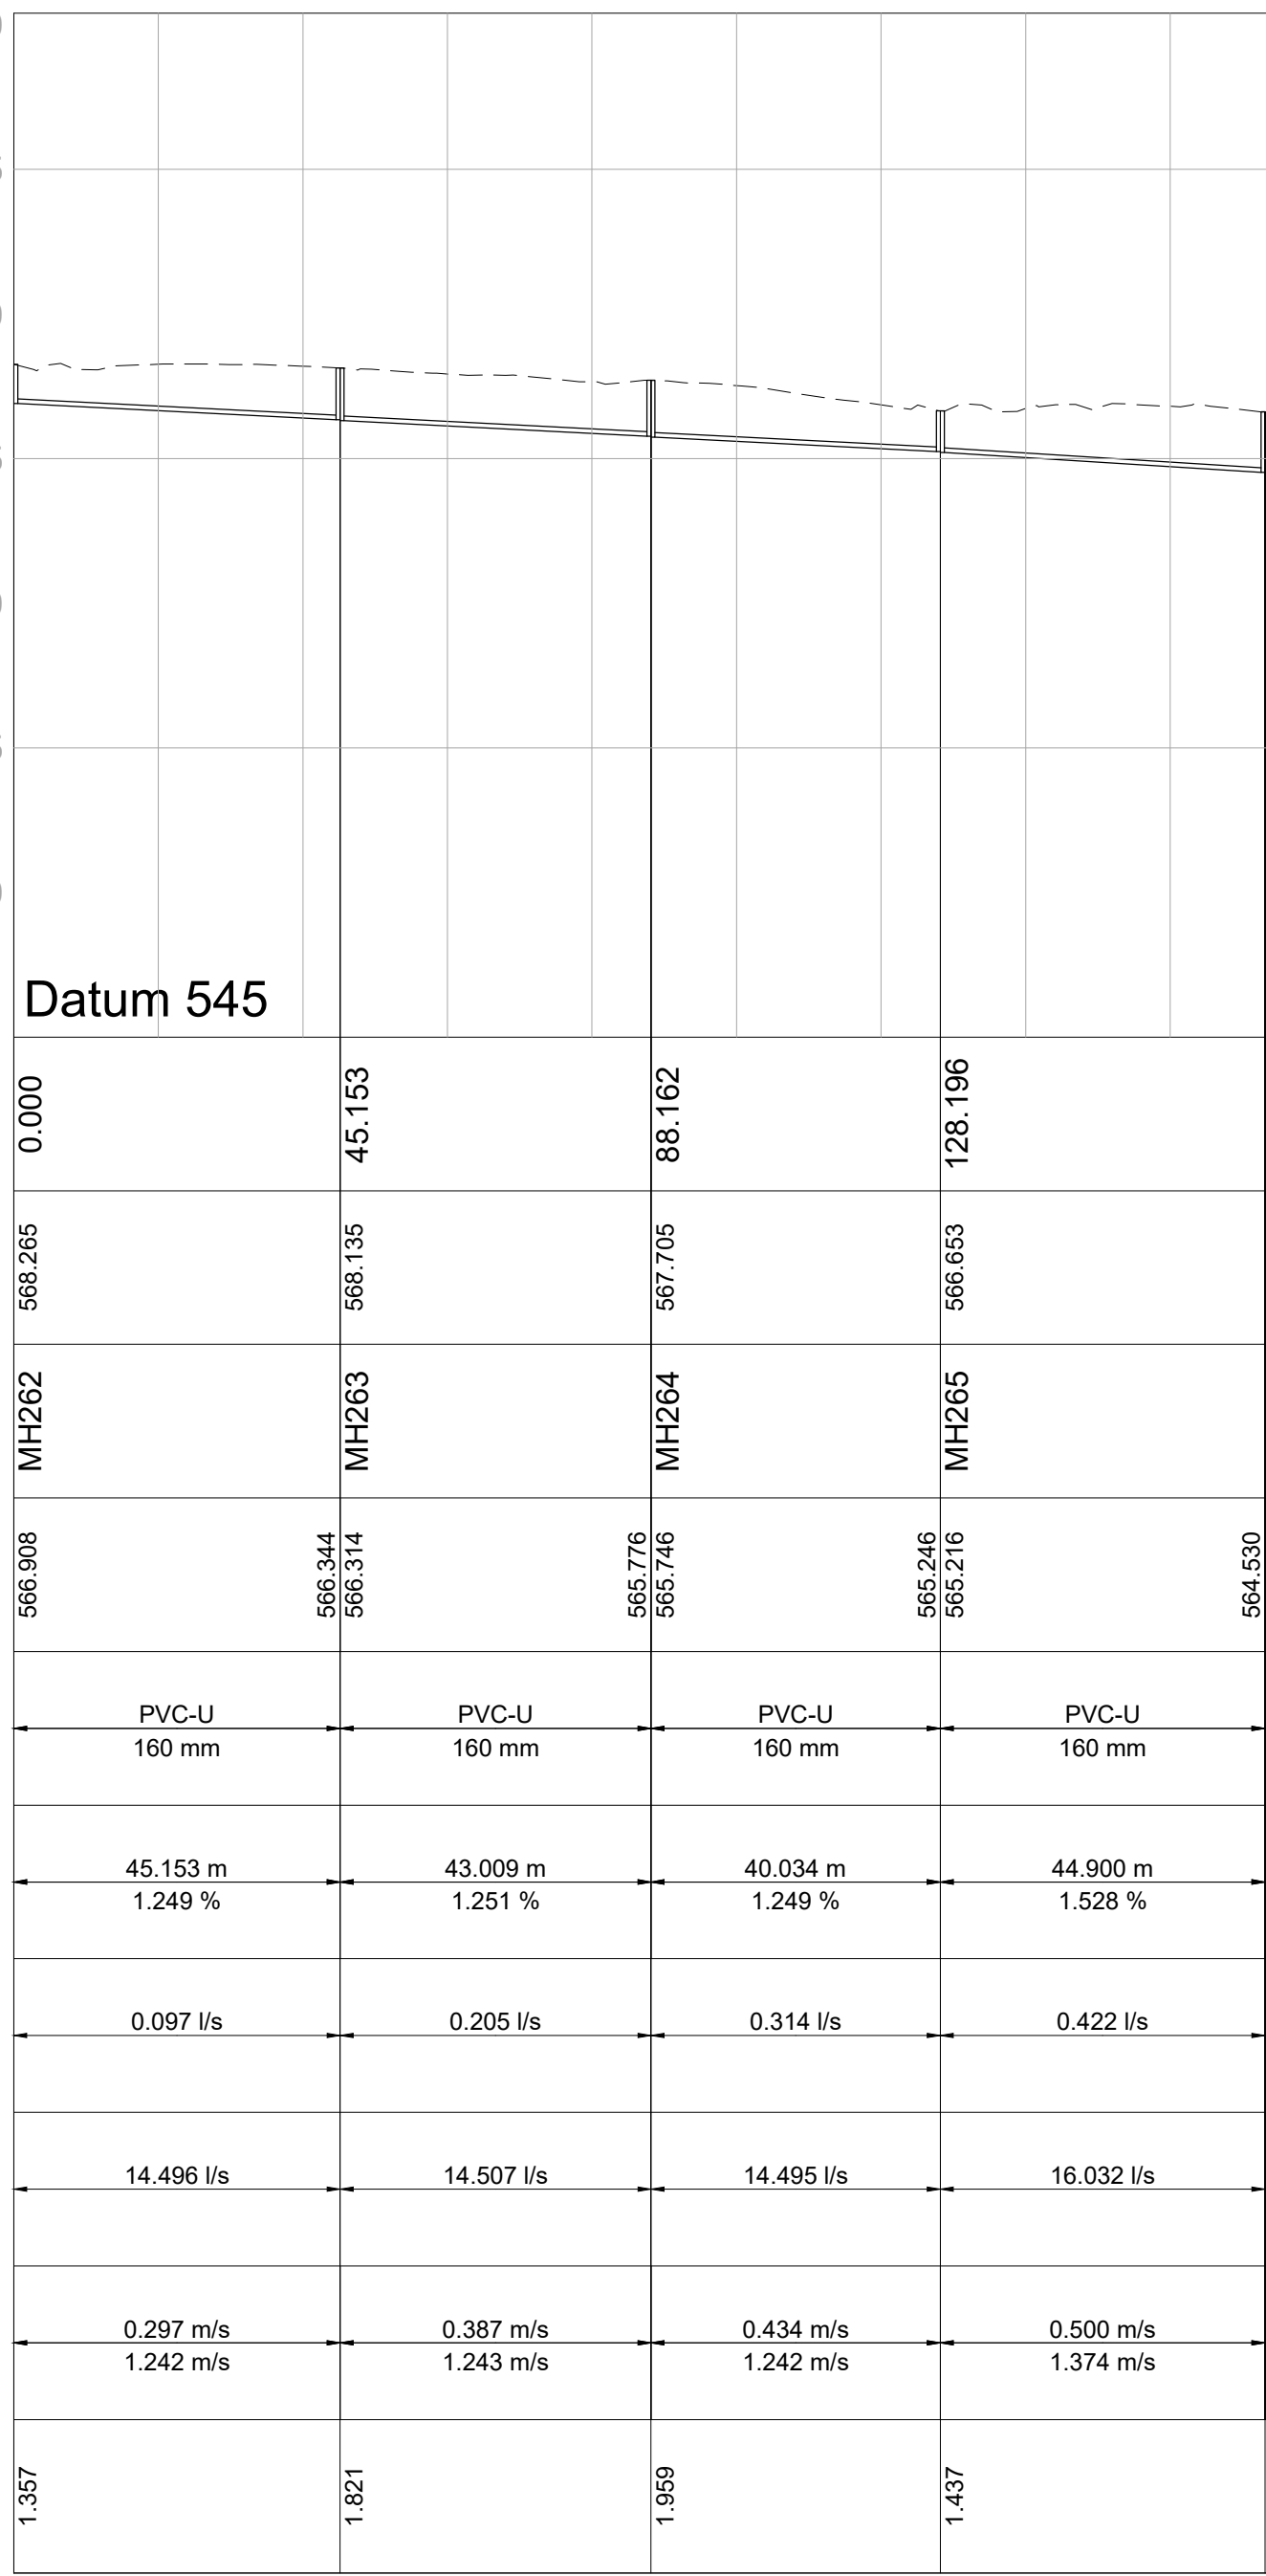 Datum 545
0.000
45.153
88.162
128.196
568.265
568.135
567.705
566.653
MH262
MH263
MH264
MH265
566.908
566.344
566.314
565.776
565.746
565.246
565.216
564.530
PVC-U
160 mm
PVC-U
160 mm
PVC-U
160 mm
PVC-U
160 mm
45.153 m
1.249 %
43.009 m
1.251 %
40.034 m
1.249 %
44.900 m
1.528 %
0.097 l/s
0.205 l/s
0.314 l/s
0.422 l/s
14.496 l/s
14.507 l/s
14.495 l/s
16.032 l/s
0.297 m/s
1.242 m/s
0.387 m/s
1.243 m/s
0.434 m/s
1.242 m/s
0.500 m/s
1.374 m/s
1.357
1.821
1.959
1.437